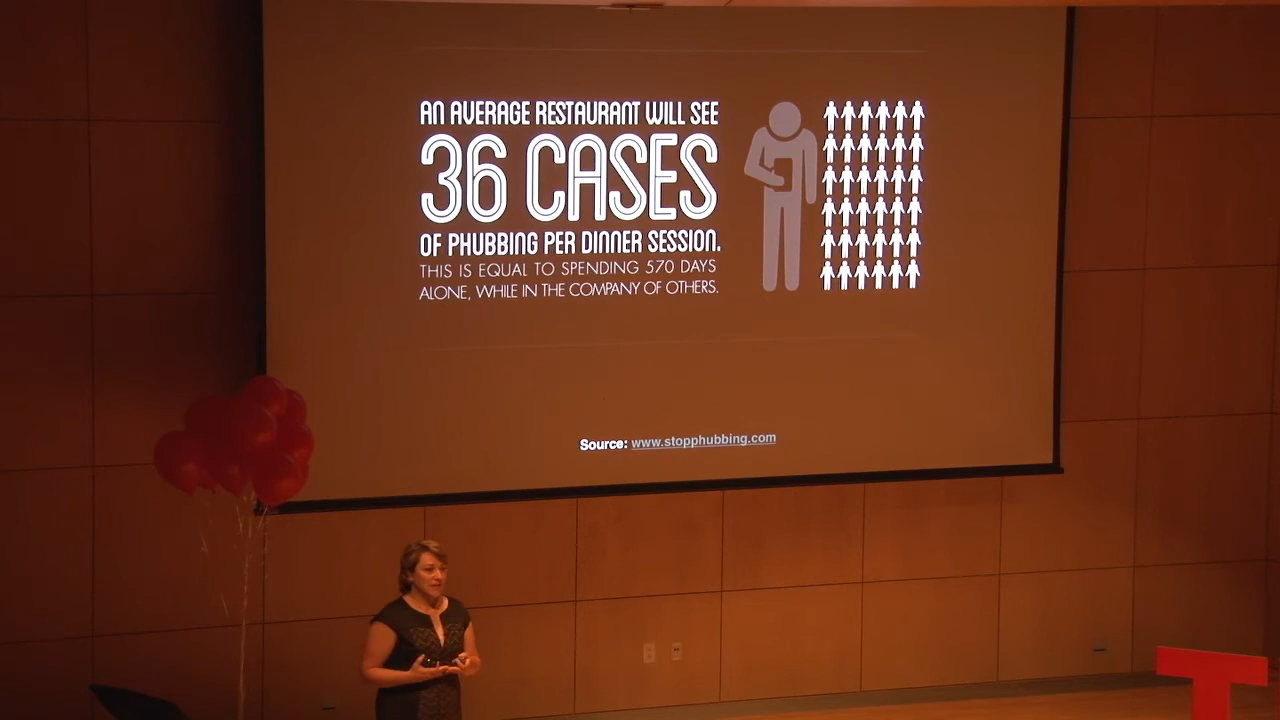 AN AVERAGE RESTAURANT WILL SEE
36 CASES
OF PHUBBING PER DINNER SESSION.
THIS IS EQUAL TO SPENDING 570 DAYS
ALONE, WHILE IN THE COMPANY OF OTHERS.
Source: www.stopphubbing.com
T